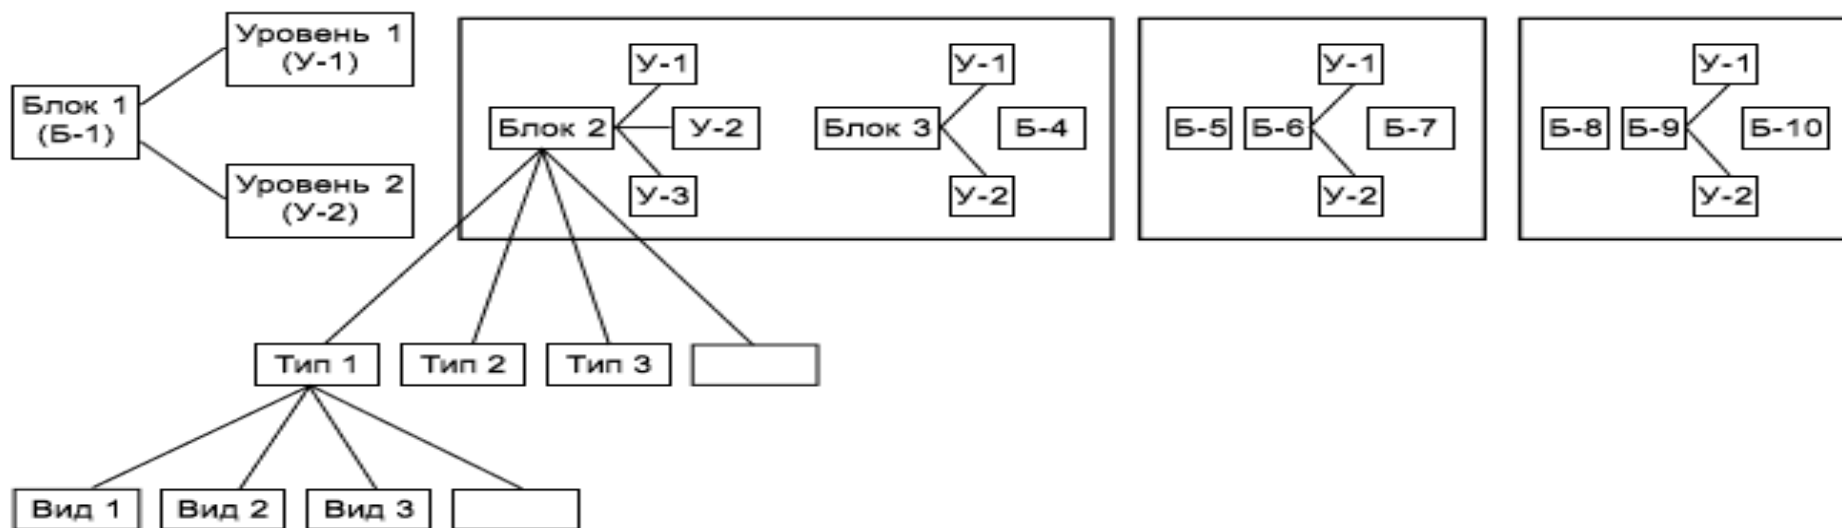 Уровень 1
(У-1)
Блок 1
(Б-1)
Уровень 2
(У-2)
У-1
Блок 2
У-2
У-3
У-1
Блок 3
Б-4
У-2
У-1
Б-5
Б-6
Б-7
У-2
У-1
Б-8
Б-9
Б-10
У-2
Тип 1
Тип 2
Тип 3
Вид 1
Вид 2
Вид 3